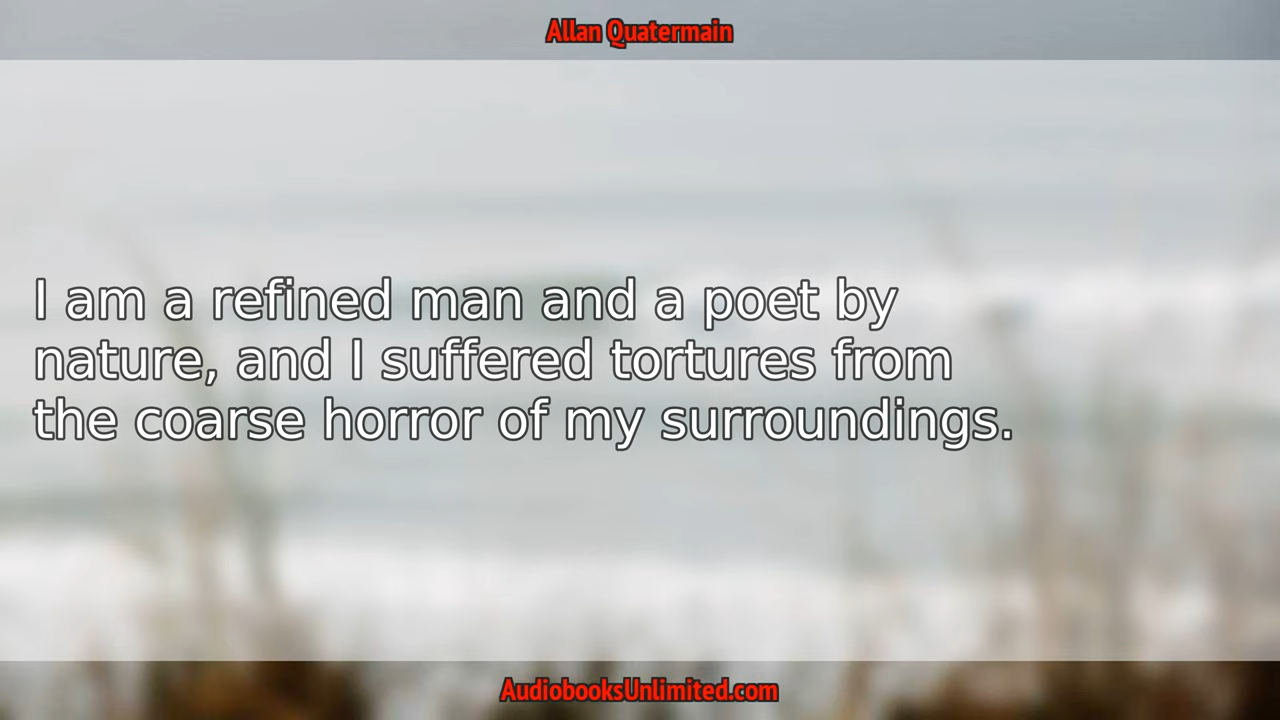 Allan Quatermain
I am a refined man and a poet by
nature, and I suffered tortures from
the coarse horror of my surroundings.
AudiobooksUnlimited.com